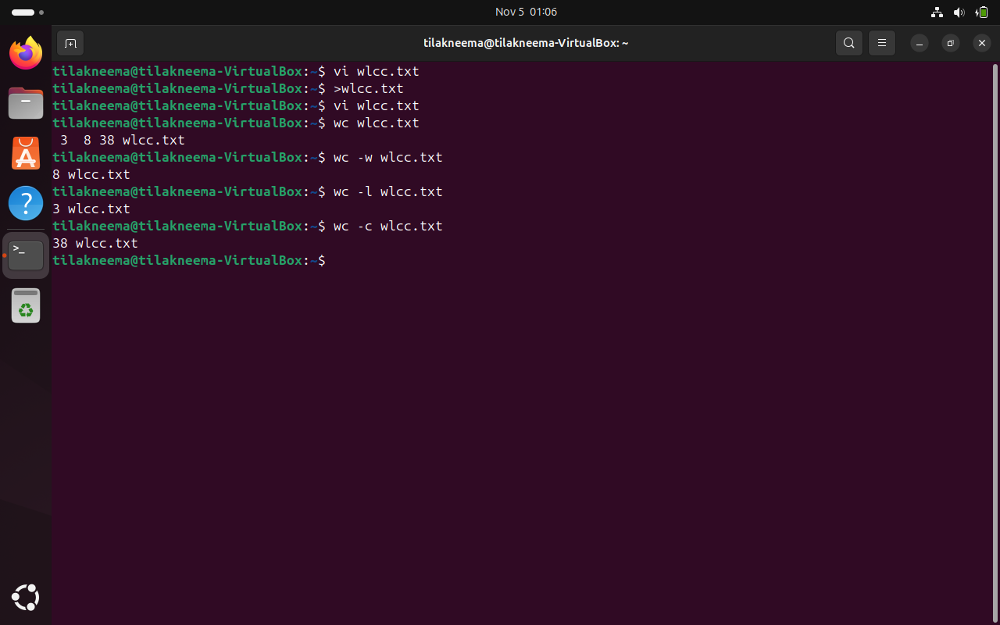 Nov 5 01:06
tilakneema@tilakneema-VirtualBox: ~
tilakneema@tilakneema-VirtualBox:~$ vi wlcc.txt
tilakneema@tilakneema-VirtualBox:~$ >wlcc.txt
tilakneema@tilakneema-VirtualBox:~$ vi wlcc.txt
tilakneema@tilakneema-VirtualBox:~$ wc wlcc.txt
 3  8 38 wlcc.txt
tilakneema@tilakneema-VirtualBox:~$ wc -w wlcc.txt
8 wlcc.txt
tilakneema@tilakneema-VirtualBox:~$ wc -l wlcc.txt
3 wlcc.txt
tilakneema@tilakneema-VirtualBox:~$ wc -c wlcc.txt
38 wlcc.txt
tilakneema@tilakneema-VirtualBox:~$